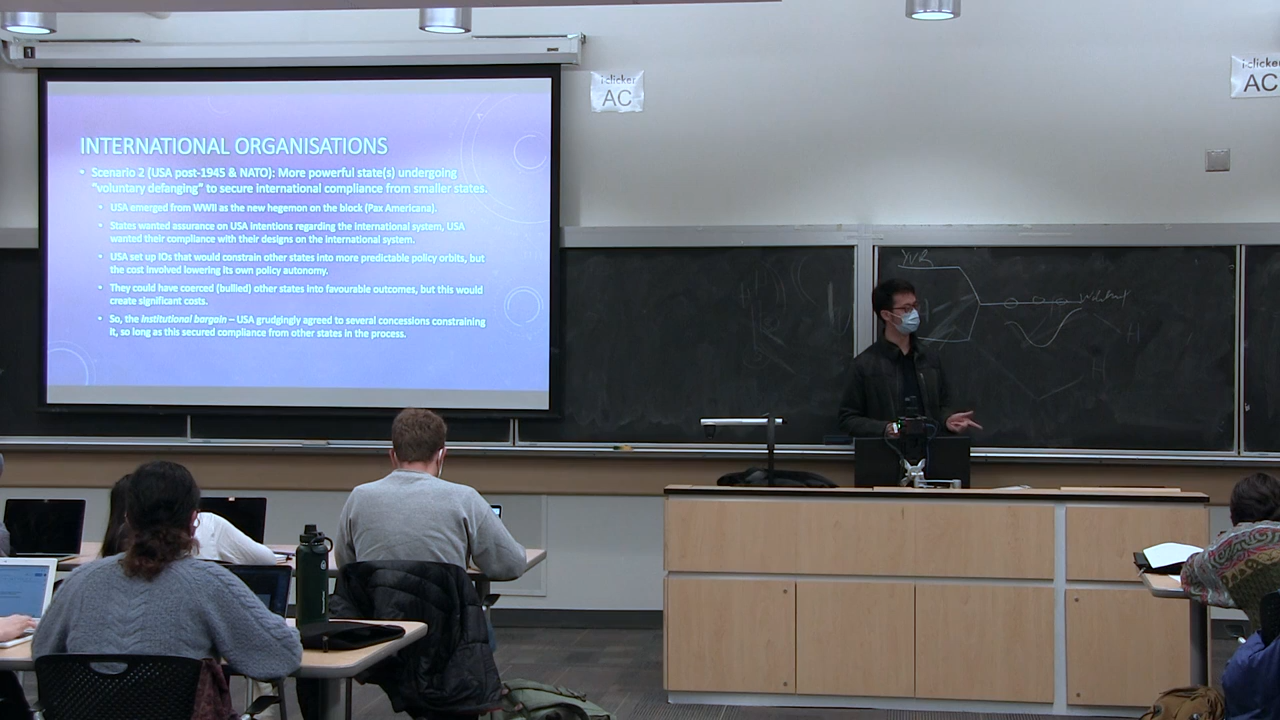 INTERNATIONAL ORGANISATIONS
• Scenario 2 (USA post-1945 & NATO): More powerful state(s) undergoing
"voluntary defanging" to secure international compliance from smaller states.
• USA emerged from WWII as the new hegemon on the block (Pax Americana).
• States wanted assurance on USA intentions regarding the international system, USA
wanted their compliance with their designs on the international system.
• USA set up IOs that would constrain other states into more predictable policy orbits, but
the cost involved lowering its own policy autonomy.
• They could have coerced (bullied) other states into favourable outcomes, but this would
create significant costs.
• So, the institutional bargain – USA grudgingly agreed to several concessions constraining
it, so long as this secured compliance from other states in the process.
iclicker
AC
iclicker
AC
YVR
H
H